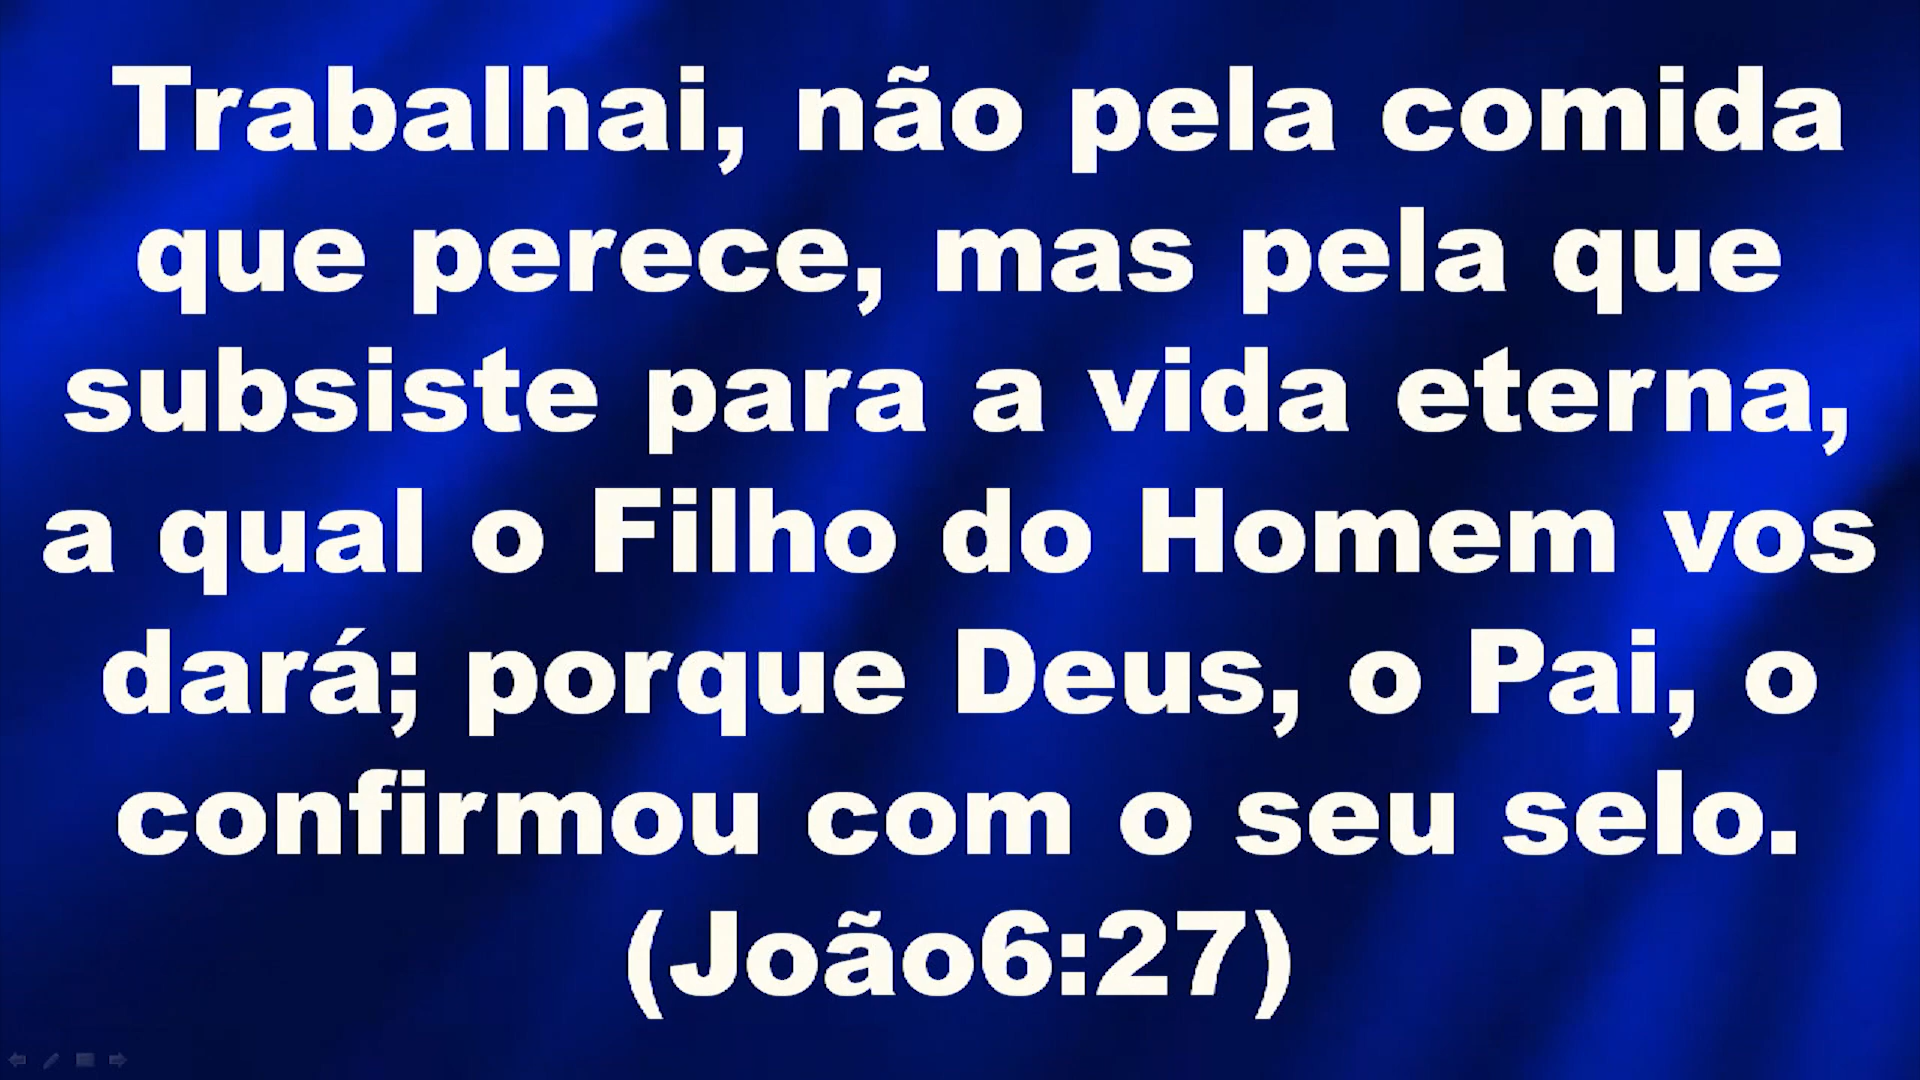 Trabalhai, não pela comida
que perece, mas pela que
subsiste para a vida eterna,
a qual o Filho do Homem vos
dará; porque Deus, o Pai, o
confirmou com o seu selo.
(João6:27)